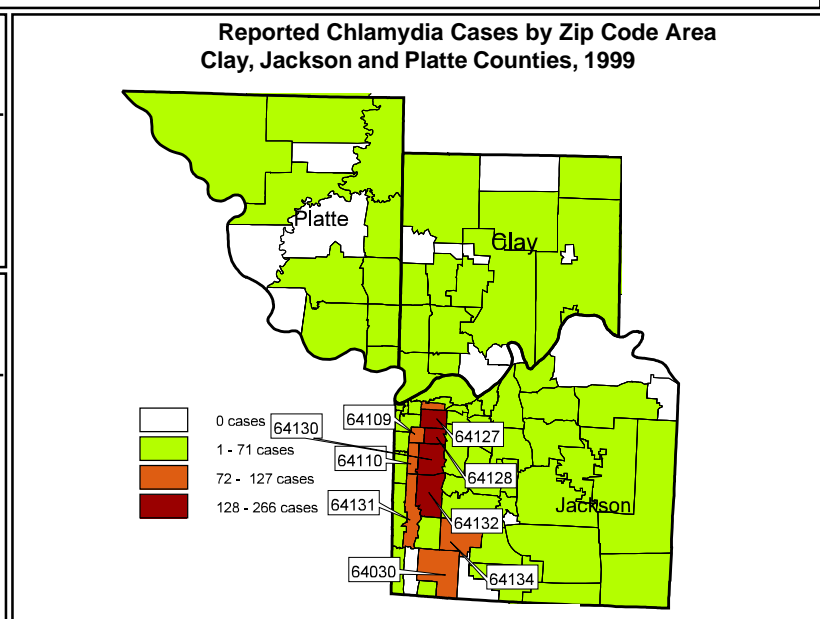 Reported Chlamydia Cases by Zip Code Area
Clay, Jackson and Platte Counties, 1999
Platte
Clay
0 cases
1 - 71 cases
72 - 127 cases
128 - 266 cases
64130
64109
64127
64110
64128
64131
64132
Jackson
64030
64134